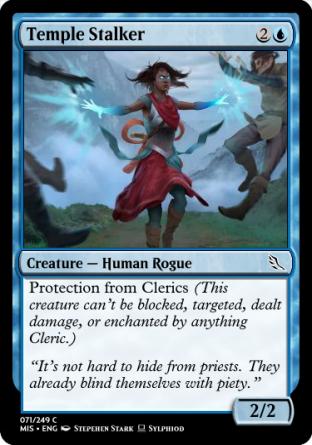 Temple Stalker 2
Creature — Human Rogue
Protection from Clerics (This
creature can't be blocked, targeted, dealt
damage, or enchanted by anything
Cleric.)
“It's not hard to hide from priests. They
already blind themselves with piety.”
2/2
071/249 C
MIS • ENG STEPEHEN STARK SYLPHIOD